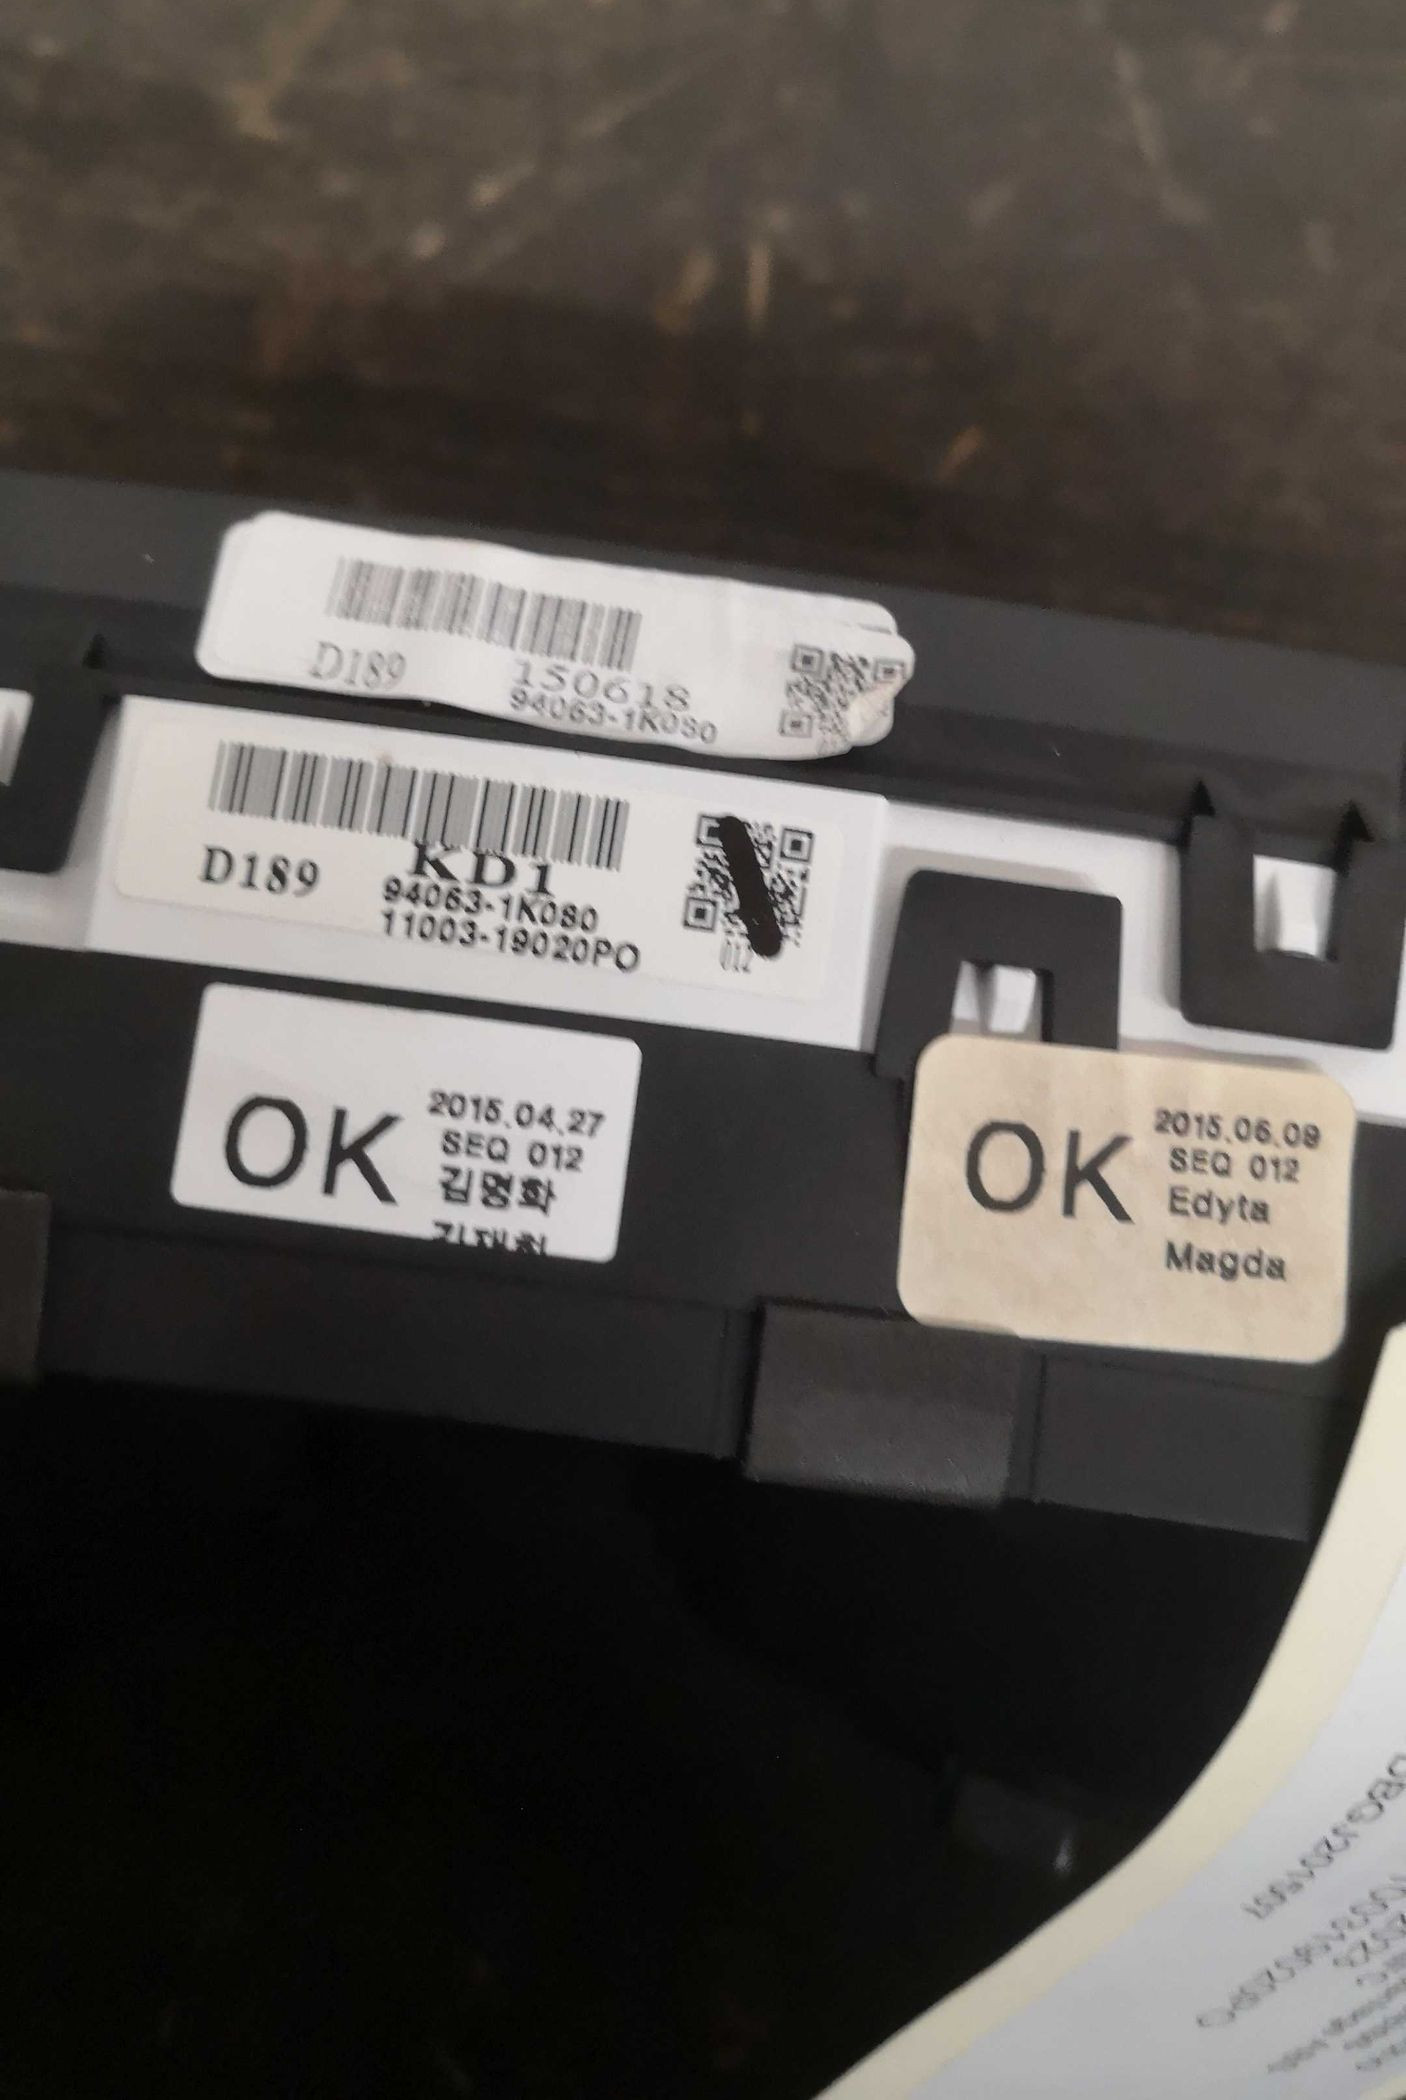 D189
150618
94063-1K080
D189
KD1
94063-1K080
11003-19020PO
012
OK
2015.04.27
SEQ 012
김명화
OK
2015.06.09
SEQ 012
Edyta
Magda